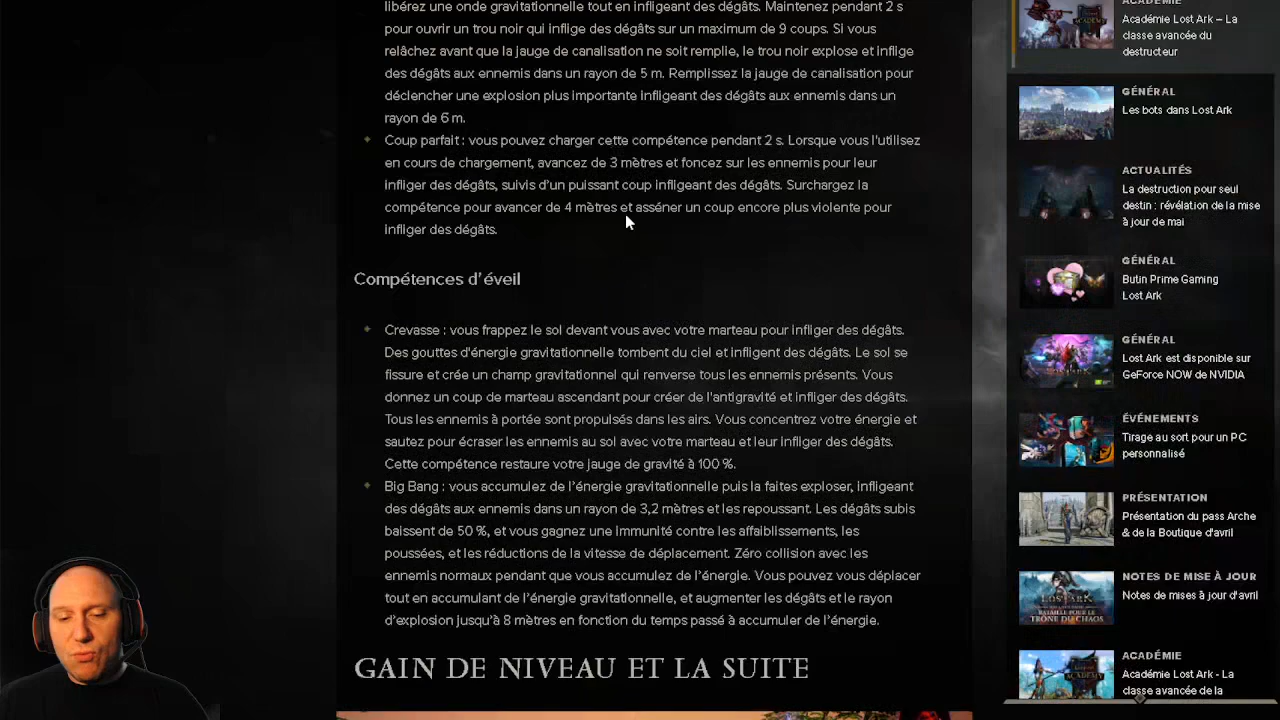 libérez une onde gravitationnelle tout en infligeant des dégâts. Maintenez pendant 2 s
pour ouvrir un trou noir qui inflige des dégâts sur un maximum de 9 coups. Si vous
relâchez avant que la jauge de canalisation ne soit remplie, le trou noir explose et inflige
des dégâts aux ennemis dans un rayon de 5 m. Remplissez la jauge de canalisation pour
déclencher une explosion plus importante infligeant des dégâts aux ennemis dans un
rayon de 6 m.
Coup parfait : vous pouvez charger cette compétence pendant 2 s. Lorsque vous l'utilisez
en cours de chargement, avancez de 3 mètres et foncez sur les ennemis pour leur
infliger des dégâts, suivis d'un puissant coup infligeant des dégâts. Surchargez la
compétence pour avancer de 4 mètres et asséner un coup encore plus violente pour
infliger des dégâts.
Compétences d'éveil
Crevasse : vous frappez le sol devant vous avec votre marteau pour infliger des dégâts.
Des gouttes d'énergie gravitationnelle tombent du ciel et infligent des dégâts. Le sol se
fissure et crée un champ gravitationnel qui renverse tous les ennemis présents. Vous
donnez un coup de marteau ascendant pour créer de l'antigravité et infliger des dégâts.
Tous les ennemis à portée sont propulsés dans les airs. Vous concentrez votre énergie et
sautez pour écraser les ennemis au sol avec votre marteau et leur infliger des dégâts.
Cette compétence restaure votre jauge de gravité à 100 %.
Big Bang : vous accumulez de l'énergie gravitationnelle puis la faites exploser, infligeant
des dégâts aux ennemis dans un rayon de 3,2 mètres et les repoussant. Les dégâts subis
baissent de 50 %, et vous gagnez une immunité contre les affaiblissements, les
poussées, et les réductions de la vitesse de déplacement. Zéro collision avec les
ennemis normaux pendant que vous accumulez de l'énergie. Vous pouvez vous déplacer
tout en accumulant de l'énergie gravitationnelle, et augmenter les dégâts et le rayon
d'explosion jusqu'à 8 mètres en fonction du temps passé à accumuler de l'énergie.
GAIN DE NIVEAU ET LA SUITE
ACADÉMIE
Académie Lost Ark – La
classe avancée du
destructeur
GÉNÉRAL
Les bots dans Lost Ark
ACTUALITÉS
La destruction pour seul
destin : révélation de la mise
à jour de mai
GÉNÉRAL
Butin Prime Gaming
Lost Ark
GÉNÉRAL
Lost Ark est disponible sur
GeForce NOW de NVIDIA
ÉVÉNEMENTS
Tirage au sort pour un PC
personnalisé
PRÉSENTATION
Présentation du pass Arche
& de la Boutique d'avril
NOTES DE MISE À JOUR
Notes de mises à jour d'avril
ACADÉMIE
Académie Lost Ark - La
classe avancée de la